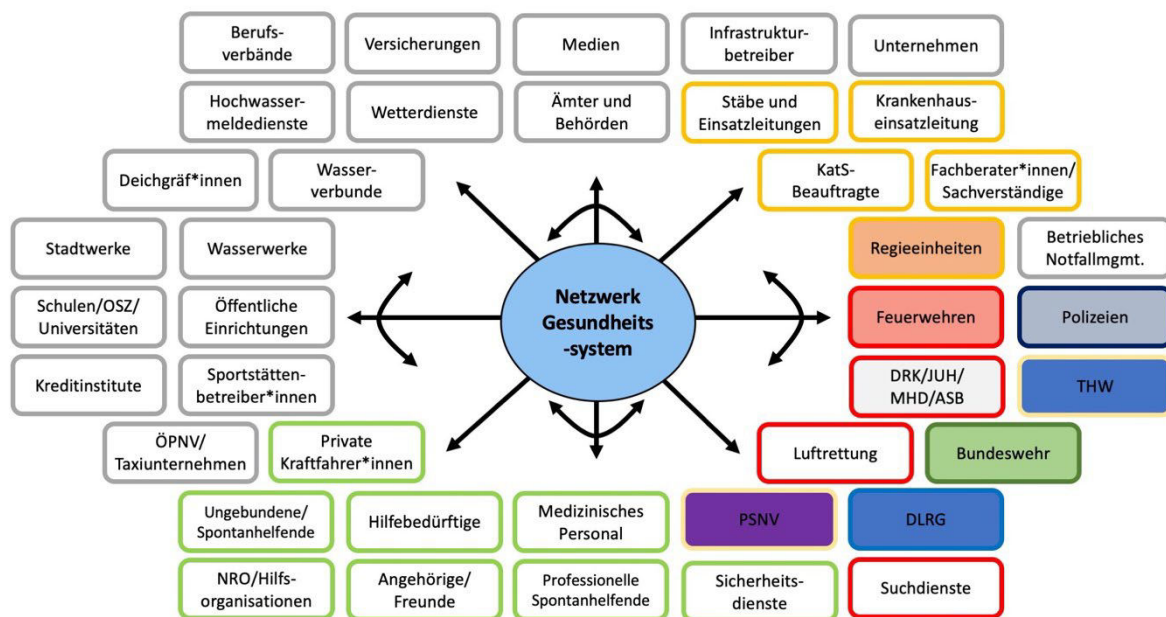 Berufs-
verbände
Versicherungen
Medien
Infrastruktur-
betreiber
Unternehmen
Hochwasser-
meldedienste
Wetterdienste
Ämter und
Behörden
Stäbe und
Einsatzleitungen
Krankenhaus-
einsatzleitung
Deichgräf*innen
Wasser-
verbunde
KatS-
Beauftragte
Fachberater*innen/
Sachverständige
Stadtwerke
Wasserwerke
Regieeinheiten
Betriebliches
Notfallmgmt.
Schulen/OSZ/
Universitäten
Öffentliche
Einrichtungen
Netzwerk
Gesundheits
-system
Feuerwehren
Polizeien
Kreditinstitute
Sportstätten-
betreiber*innen
DRK/JUH/
MHD/ASB
THW
ÖPNV/
Taxiunternehmen
Private
Kraftfahrer*innen
Luftrettung
Bundeswehr
Ungebundene/
Spontanhelfende
Hilfebedürftige
Medizinisches
Personal
PSNV
DLRG
NRO/Hilfs-
organisationen
Angehörige/
Freunde
Professionelle
Spontanhelfende
Sicherheits-
dienste
Suchdienste